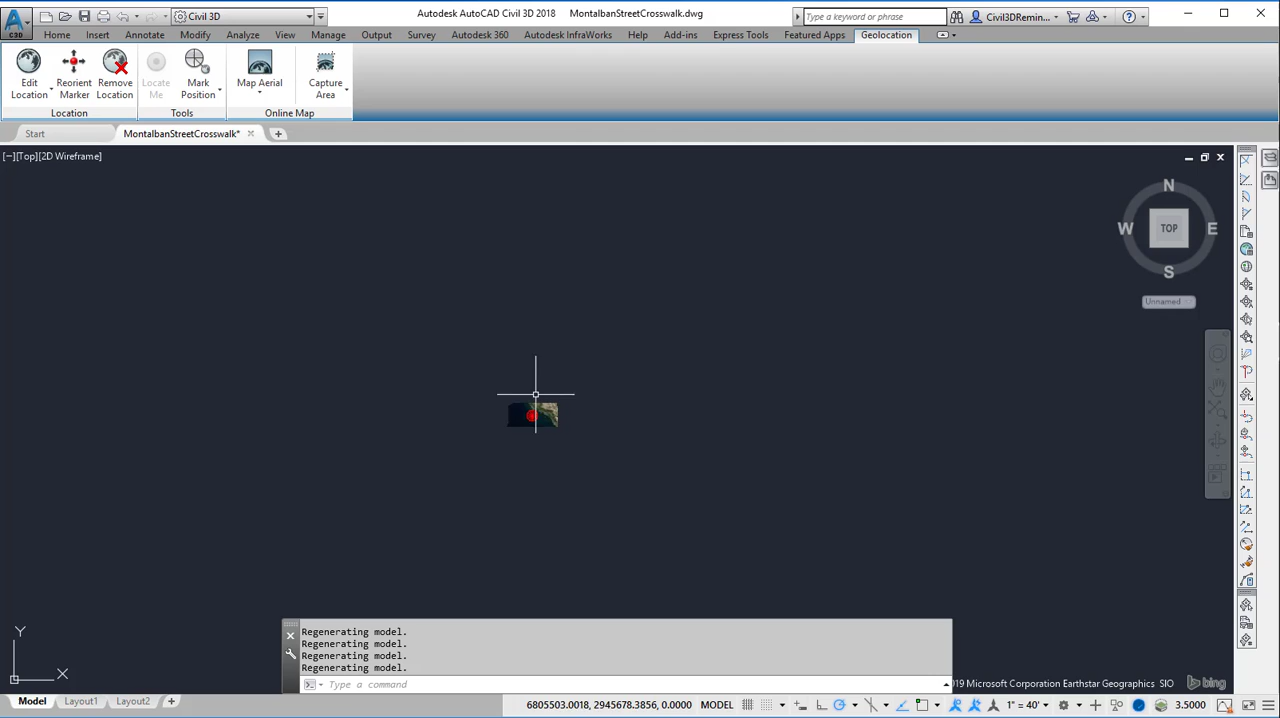 Civil 3D
Autodesk AutoCAD Civil 3D 2018 MontalbanStreetCrosswalk.dwg
Type a keyword or phrase
Civil3DRemin...
C3D
Home Insert Annotate Modify Analyze View Manage Output Survey Autodesk 360 Autodesk InfraWorks Help Add-ins Express Tools Featured Apps Geolocation
Edit Location
Reorient Marker
Remove Location
Locate Me
Mark Position
Map Aerial
Capture Area
Location
Tools
Online Map
Start
MontalbanStreetCrosswalk*
[−][Top][2D Wireframe]
N
W
TOP
E
S
Unnamed
Regenerating model.
Regenerating model.
Regenerating model.
Regenerating model.
Type a command
Y
X
19 Microsoft Corporation Earthstar Geographics SIO
bing
Model Layout1 Layout2
6805503.0018, 2945678.3856, 0.0000 MODEL
1" = 40'
3.5000